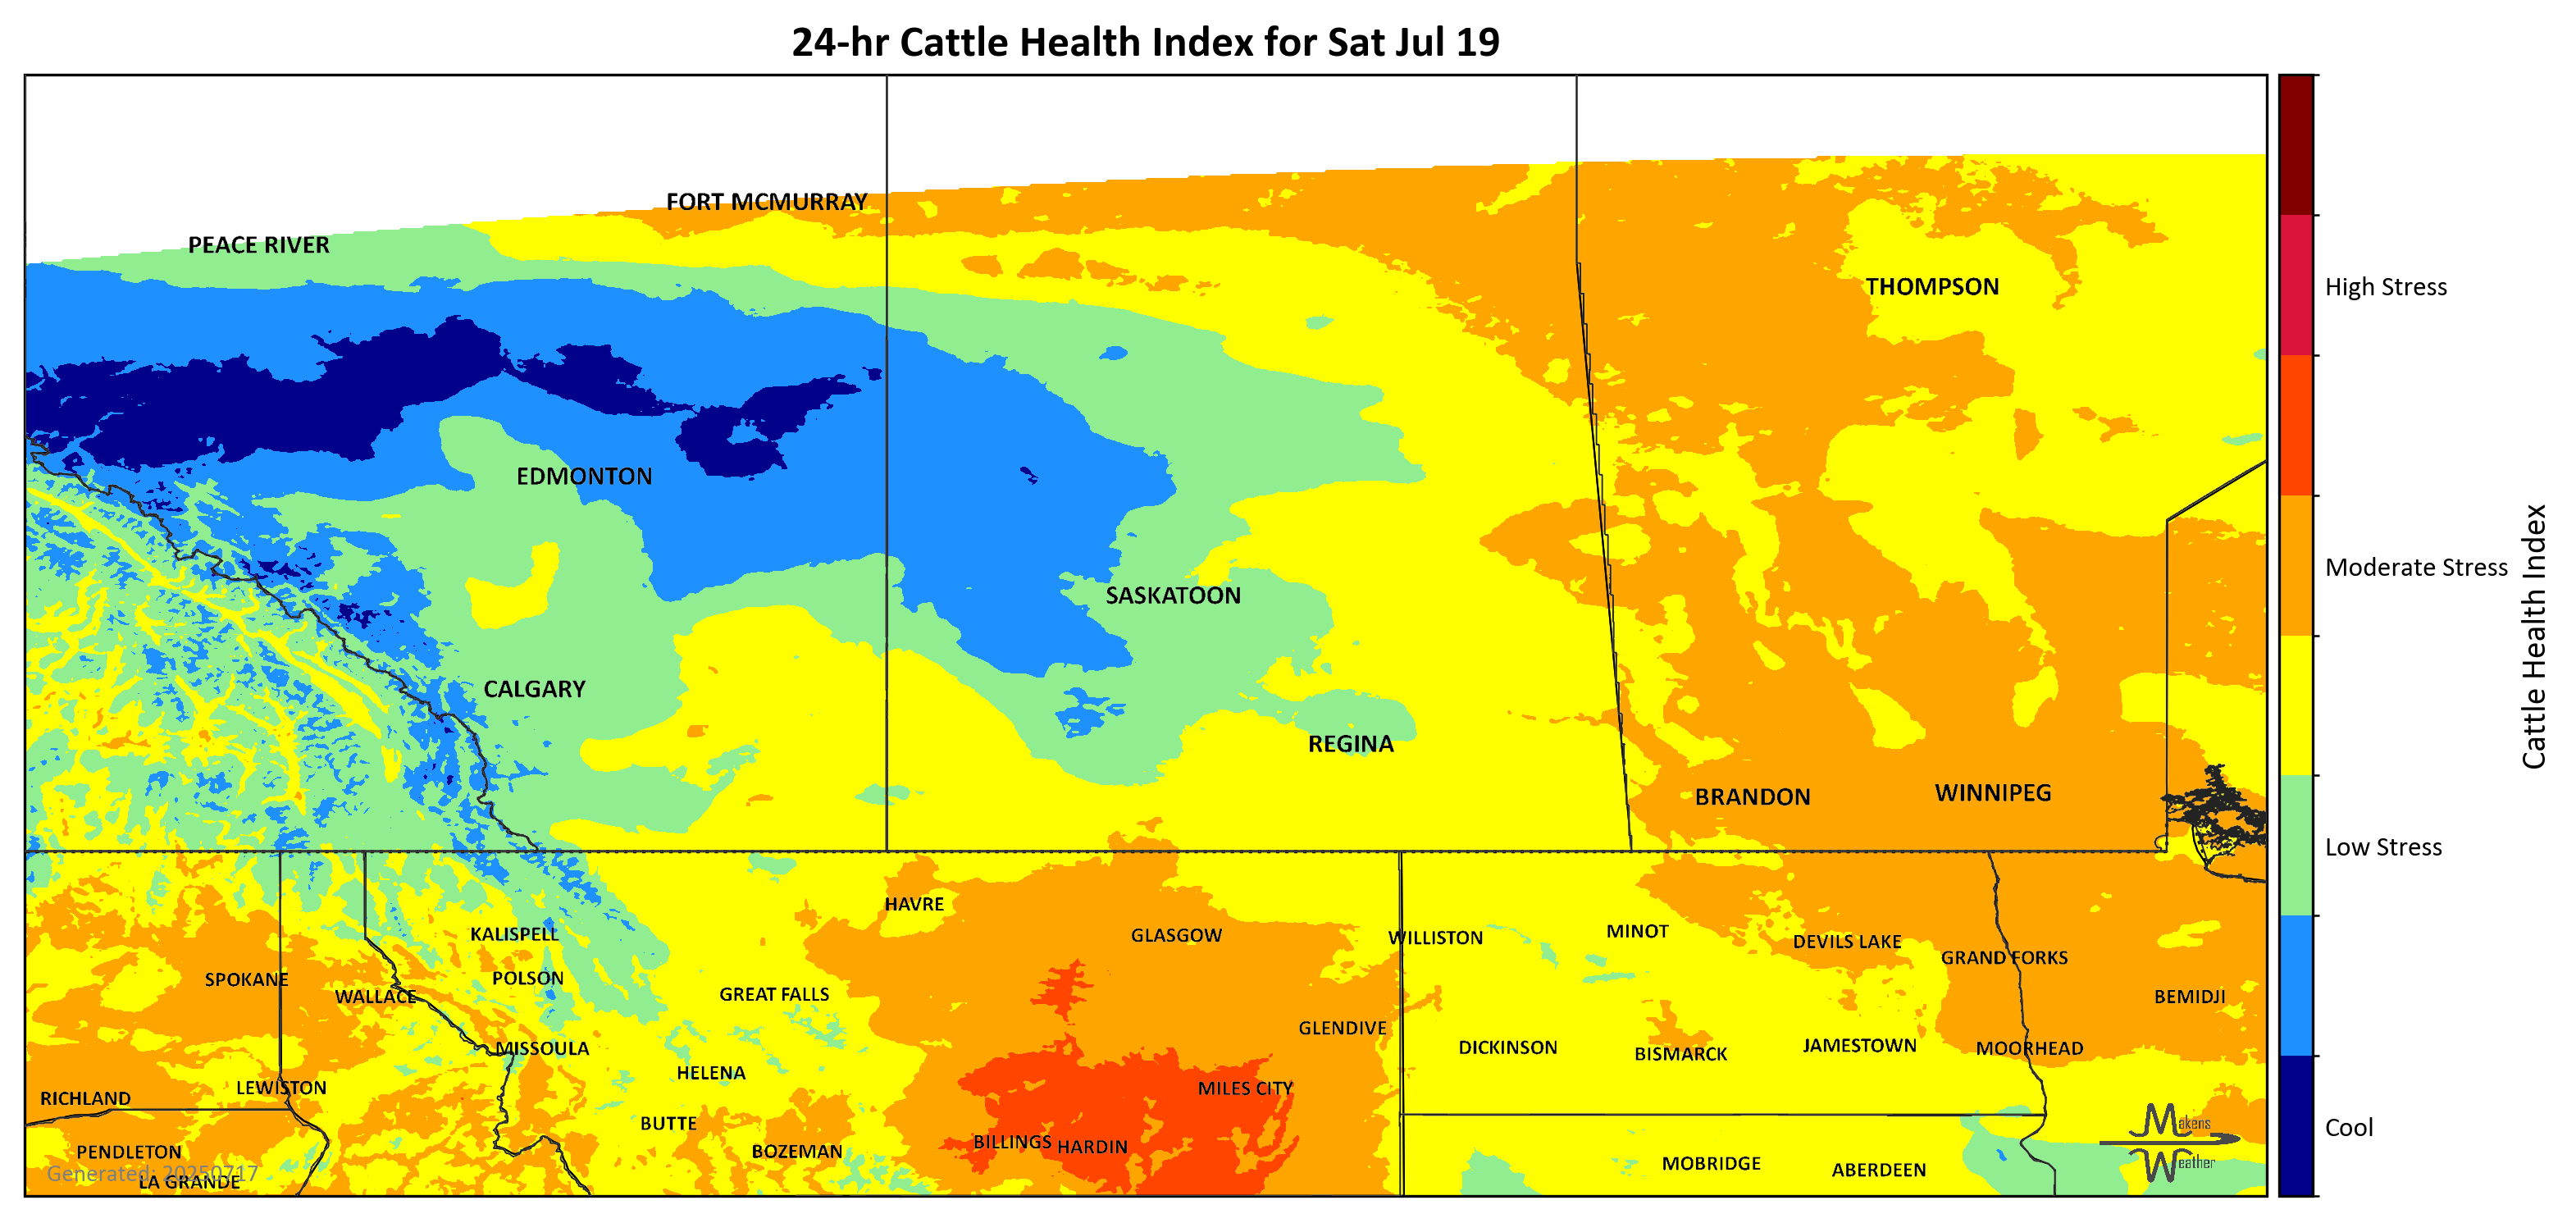 24-hr Cattle Health Index for Sat Jul 19
FORT MCMURRAY
PEACE RIVER
THOMPSON
High Stress
EDMONTON
Moderate Stress
SASKATOON
Cattle Health Index
CALGARY
REGINA
BRANDON
WINNIPEG
Low Stress
HAVRE
KALISPELL
GLASGOW
WILLISTON
MINOT
DEVILS LAKE
GRAND FORKS
SPOKANE
POLSON
WALLACE
GREAT FALLS
BEMIDJI
GLENDIVE
MISSOULA
DICKINSON
BISMARCK
JAMESTOWN
MOORHEAD
HELENA
LEWISTON
MILES CITY
RICHLAND
BUTTE
Makens
Weather
Cool
PENDLETON
BOZEMAN
BILLINGS
HARDIN
MOBRIDGE
ABERDEEN
Generated: 20250717
LA GRANDE